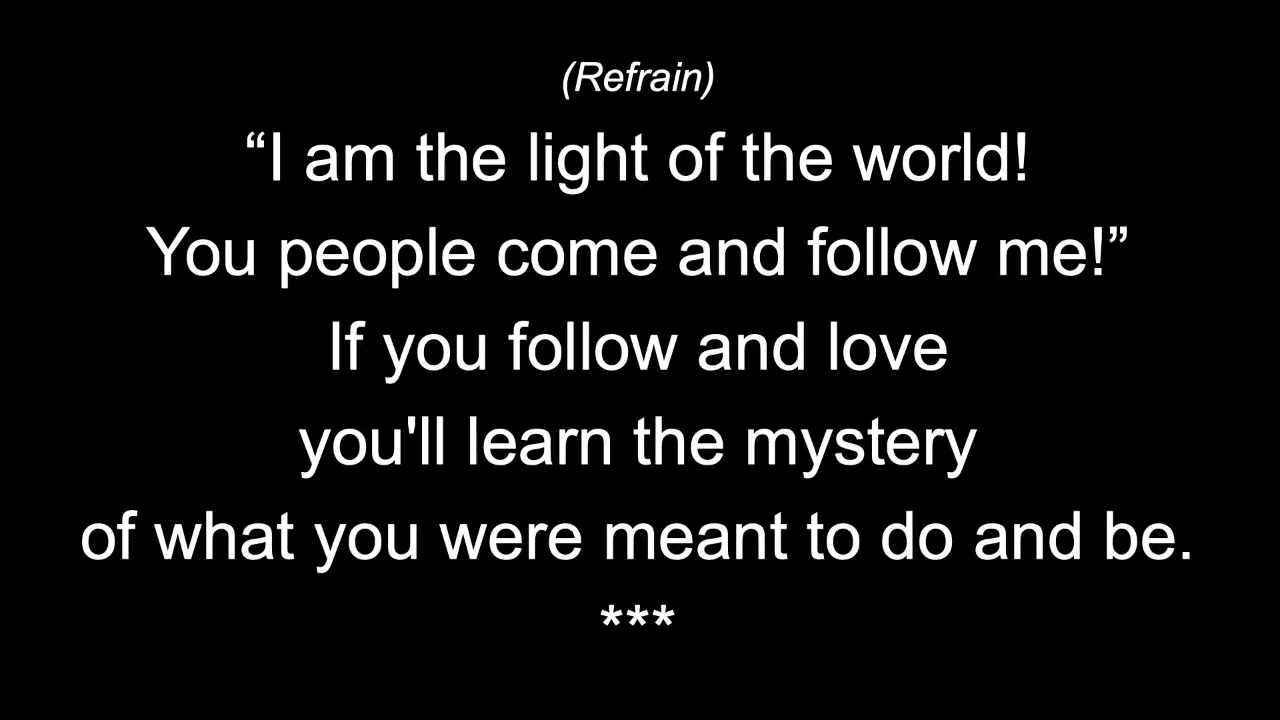 (Refrain)
“I am the light of the world!
You people come and follow me!”
If you follow and love
you'll learn the mystery
of what you were meant to do and be.
***